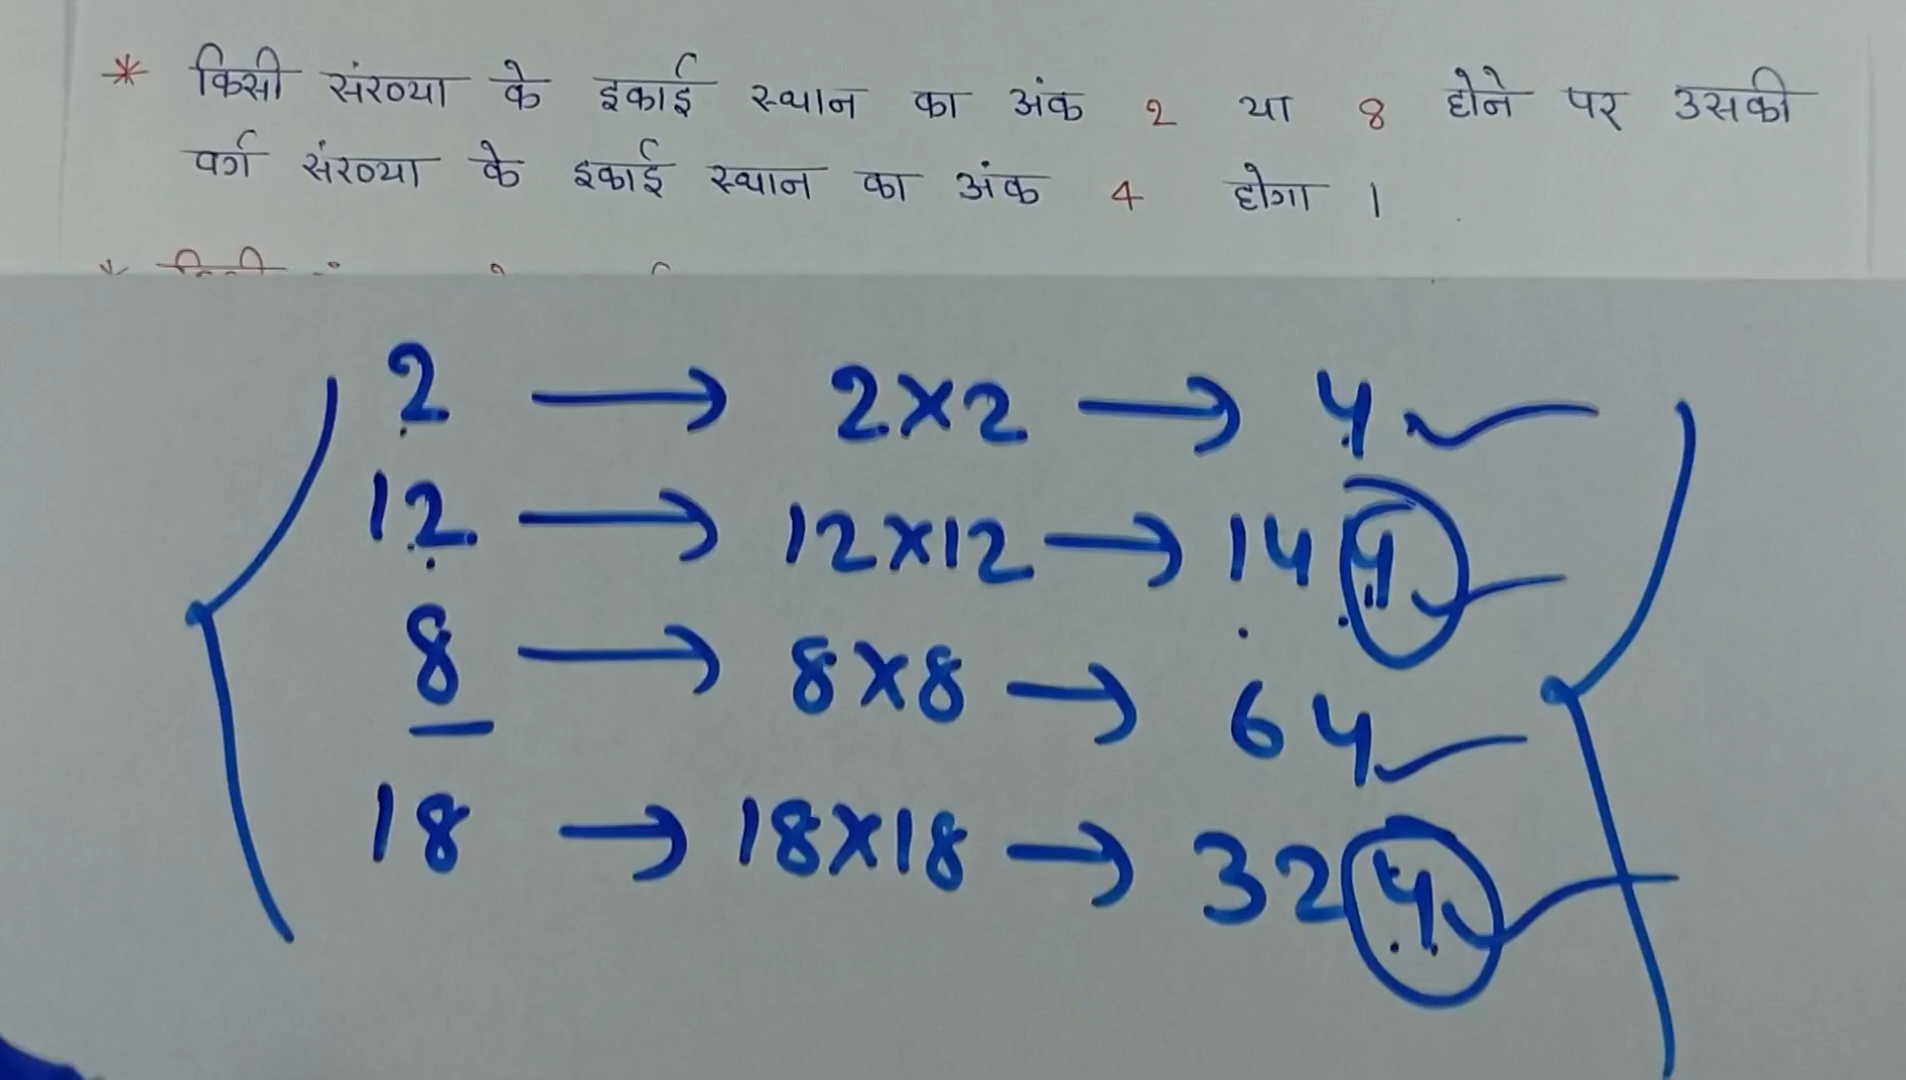 * किसी संख्या के इकाई स्थान का अंक 2 या 8 होने पर उसकी
वर्ग संख्या के इकाई स्थान का अंक 4 होगा ।
2 → 2×2 → 4 ✓
12 → 12×12 → 144 ✓
8 → 8×8 → 64 ✓
18 → 18×18 → 324 ✓